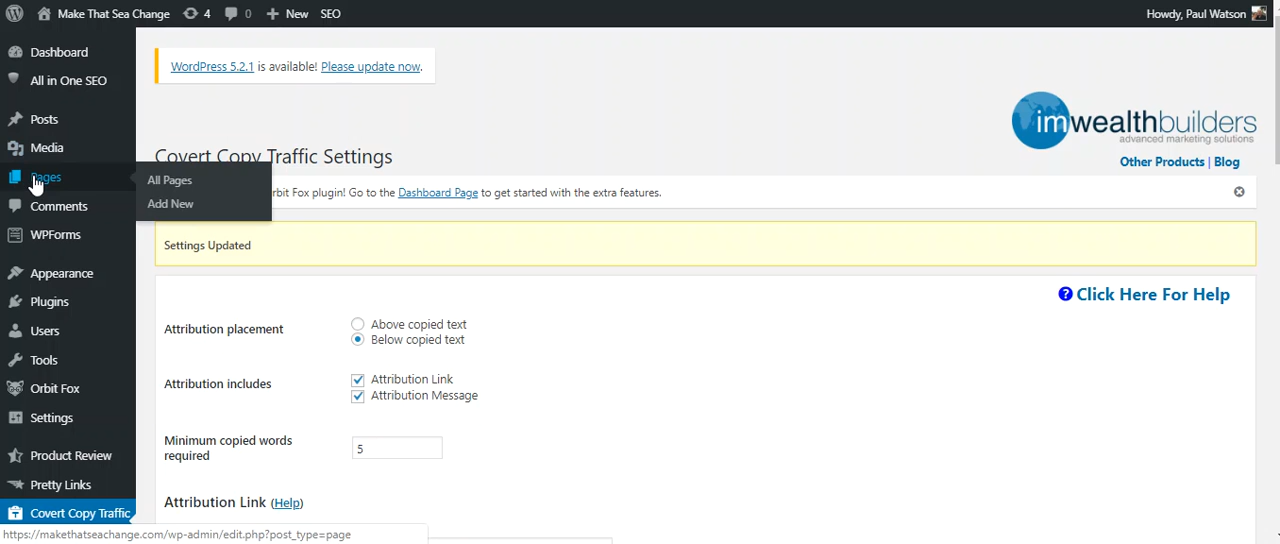 Make That Sea Change 4 0 New SEO Howdy, Paul Watson
Dashboard
All in One SEO
Posts
Media
Pages
Comments
WPForms
Appearance
Plugins
Users
Tools
Orbit Fox
Settings
Product Review
Pretty Links
Covert Copy Traffic
All Pages
Add New
WordPress 5.2.1 is available! Please update now.
imwealthbuilders
advanced marketing solutions
Other Products | Blog
Covert Copy Traffic Settings
Orbit Fox plugin! Go to the Dashboard Page to get started with the extra features.
Settings Updated
Click Here For Help
Attribution placement
Above copied text
Below copied text
Attribution includes
Attribution Link
Attribution Message
Minimum copied words
required
5
Attribution Link (Help)
https://makethatseachange.com/wp-admin/edit.php?post_type=page